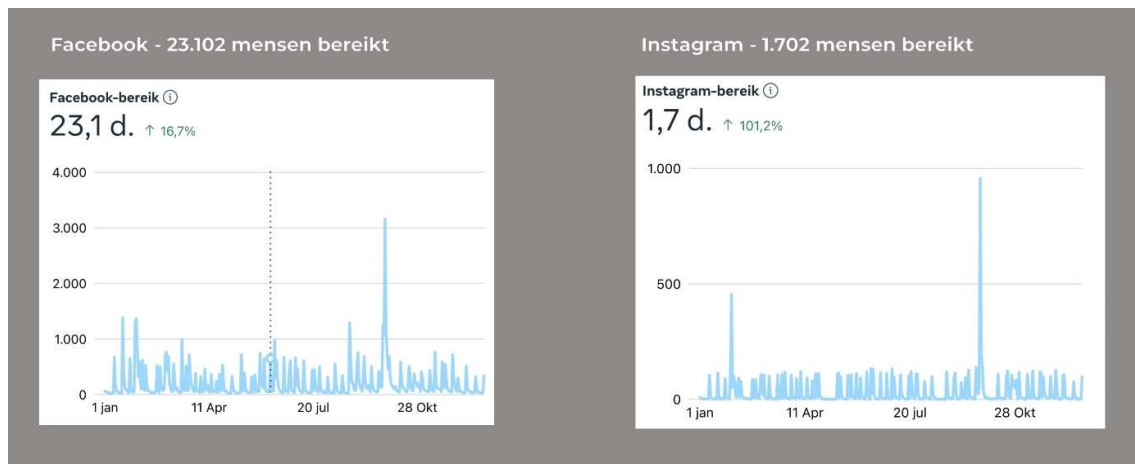 Facebook - 23.102 mensen bereikt
Facebook-bereik
23,1 d. ↑ 16,7%
4.000
3.000
2.000
1.000
0
1 jan 11 Apr 20 jul 28 Okt
Instagram - 1.702 mensen bereikt
Instagram-bereik
1,7 d. ↑ 101,2%
1.000
500
0
1 jan 11 Apr 20 jul 28 Okt